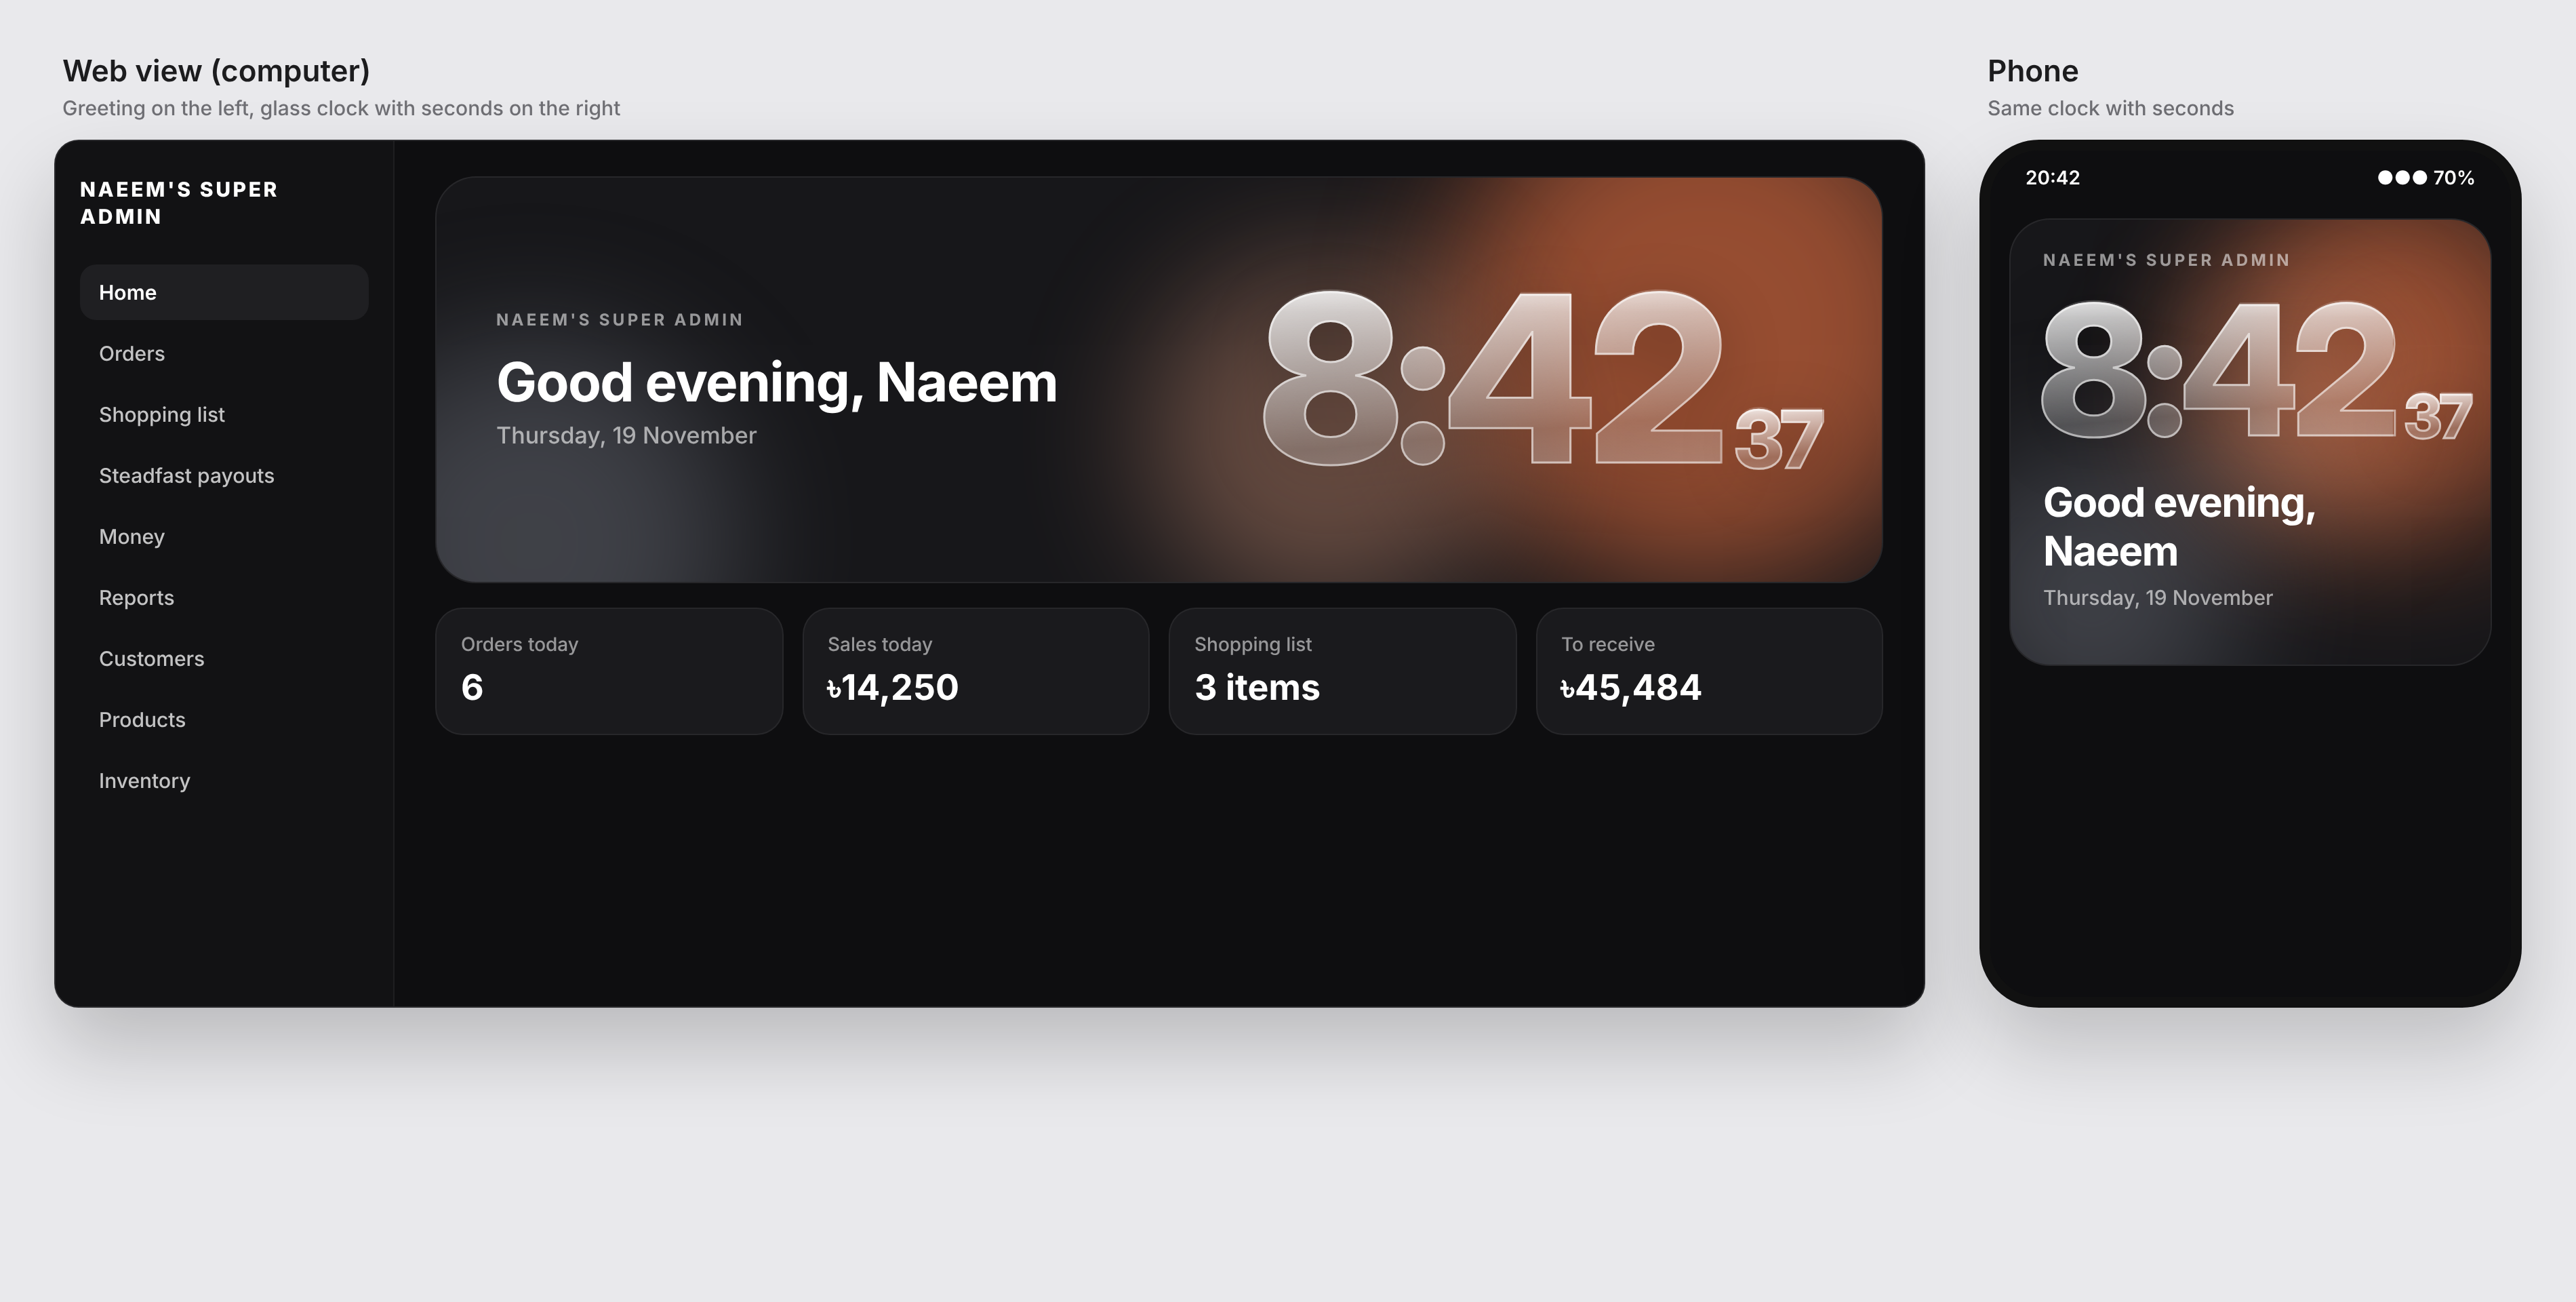 Web view (computer)
Greeting on the left, glass clock with seconds on the right
NAEEM'S SUPER
ADMIN
Home
Orders
Shopping list
Steadfast payouts
Money
Reports
Customers
Products
Inventory
NAEEM'S SUPER ADMIN
Good evening, Naeem
Thursday, 19 November
8:42 37
Orders today
6
Sales today
৳14,250
Shopping list
3 items
To receive
৳45,484
Phone
Same clock with seconds
20:42 70%
NAEEM'S SUPER ADMIN
8:42 37
Good evening,
Naeem
Thursday, 19 November